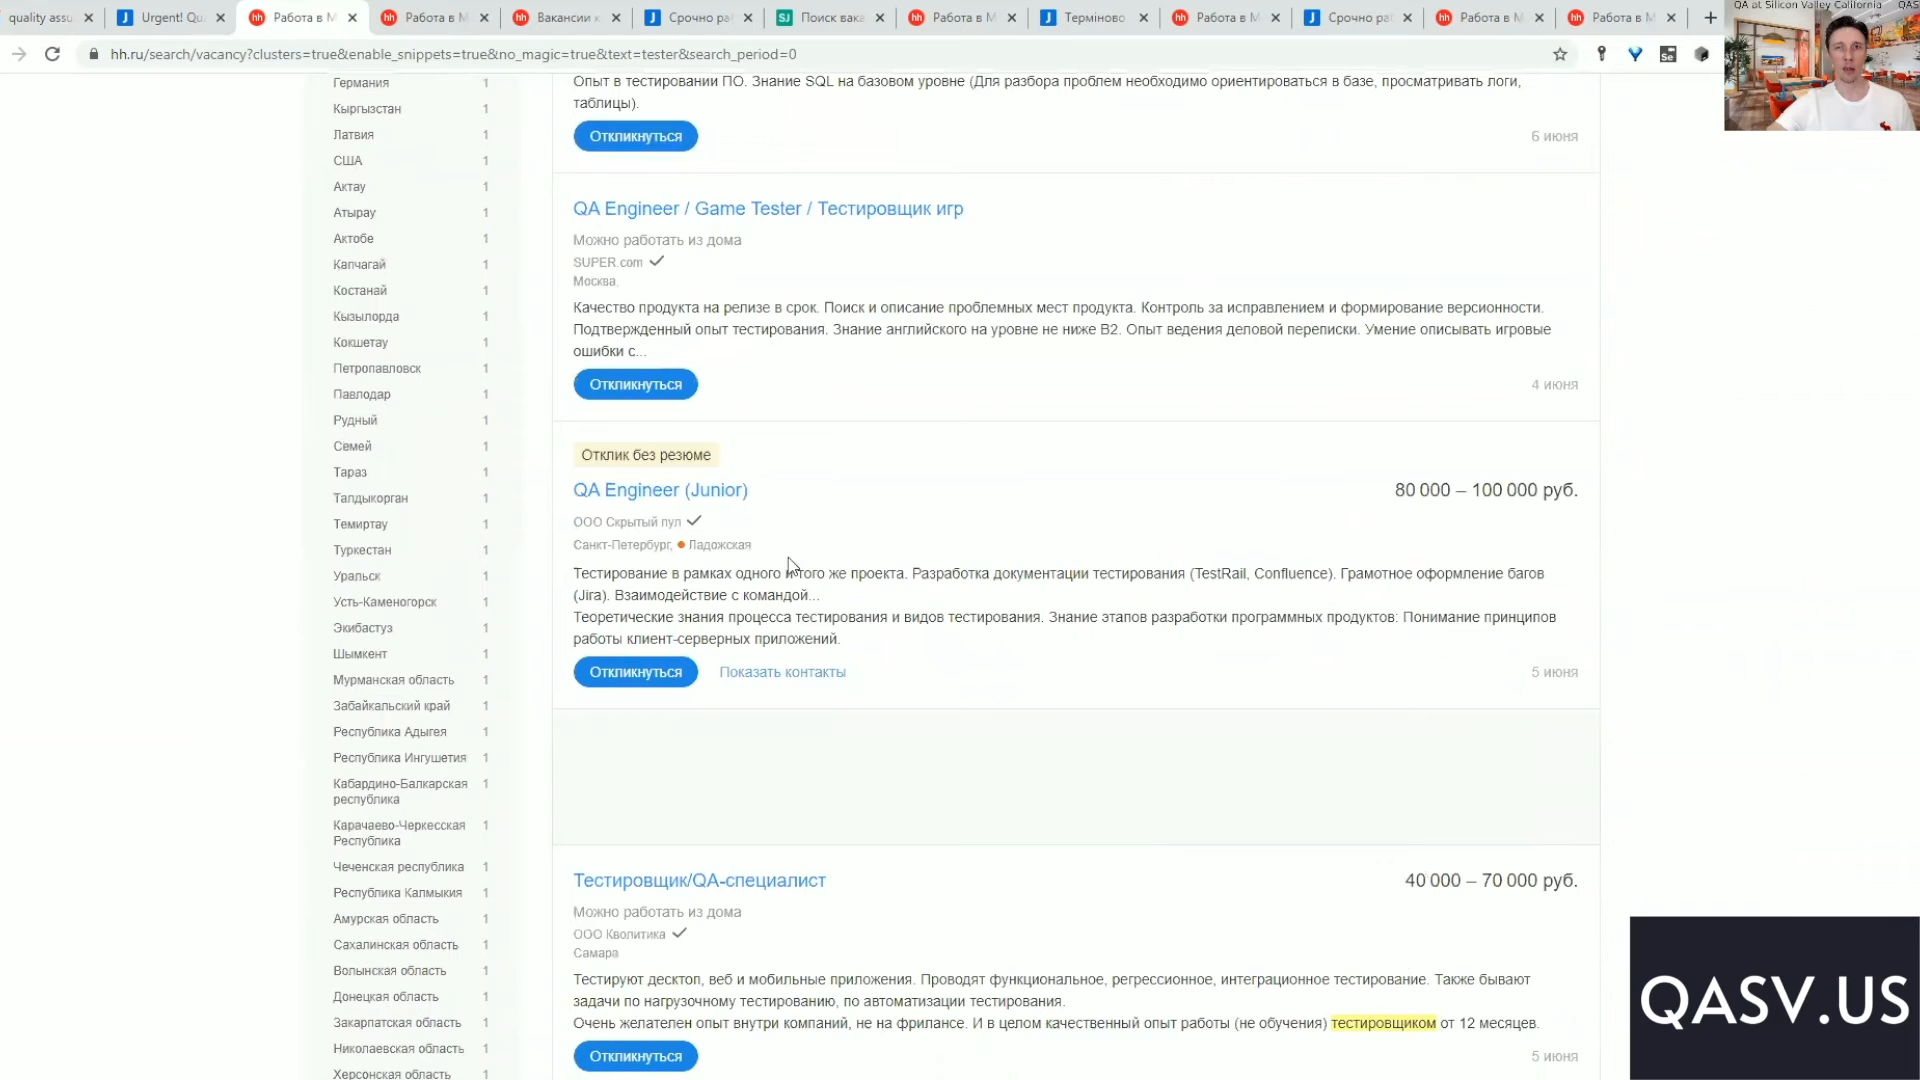 quality assu
Urgent! Qu
Работа в М
Работа в М
Вакансии к
Срочно ра
Поиск вака
Работа в М
Терміново
Работа в М
Срочно ра
Работа в М
Работа в М
QA at Silicon Valley California QAS
hh.ru/search/vacancy?clusters=true&enable_snippets=true&no_magic=true&text=tester&search_period=0
Германия 1
Кыргызстан 1
Латвия 1
США 1
Актау 1
Атырау 1
Актобе 1
Капчагай 1
Костанай 1
Кызылорда 1
Кокшетау 1
Петропавловск 1
Павлодар 1
Рудный 1
Семей 1
Тараз 1
Талдыкорган 1
Темиртау 1
Туркестан 1
Уральск 1
Усть-Каменогорск 1
Экибастуз 1
Шымкент 1
Мурманская область 1
Забайкальский край 1
Республика Адыгея 1
Республика Ингушетия 1
Кабардино-Балкарская 1
республика
Карачаево-Черкесская 1
Республика
Чеченская республика 1
Республика Калмыкия 1
Амурская область 1
Сахалинская область 1
Волынская область 1
Донецкая область 1
Закарпатская область 1
Николаевская область 1
Херсонская область 1
Опыт в тестировании ПО. Знание SQL на базовом уровне (Для разбора проблем необходимо ориентироваться в базе, просматривать логи,
таблицы).
Откликнуться
6 июня
QA Engineer / Game Tester / Тестировщик игр
Можно работать из дома
SUPER.com
Москва,
Качество продукта на релизе в срок. Поиск и описание проблемных мест продукта. Контроль за исправлением и формирование версионности.
Подтвержденный опыт тестирования. Знание английского на уровне не ниже B2. Опыт ведения деловой переписки. Умение описывать игровые
ошибки с...
Откликнуться
4 июня
Отклик без резюме
QA Engineer (Junior)
80 000 – 100 000 руб.
ООО Скрытый пул
Санкт-Петербург, Ладожская
Тестирование в рамках одного и того же проекта. Разработка документации тестирования (TestRail, Confluence). Грамотное оформление багов
(Jira). Взаимодействие с командой...
Теоретические знания процесса тестирования и видов тестирования. Знание этапов разработки программных продуктов: Понимание принципов
работы клиент-серверных приложений.
Откликнуться
Показать контакты
5 июня
Тестировщик/QA-специалист
40 000 – 70 000 руб.
Можно работать из дома
ООО Кволитика
Самара
Тестируют десктоп, веб и мобильные приложения. Проводят функциональное, регрессионное, интеграционное тестирование. Также бывают
задачи по нагрузочному тестированию, по автоматизации тестирования.
Очень желателен опыт внутри компаний, не на фрилансе. И в целом качественный опыт работы (не обучения) тестировщиком от 12 месяцев.
Откликнуться
5 июня
QASV.US